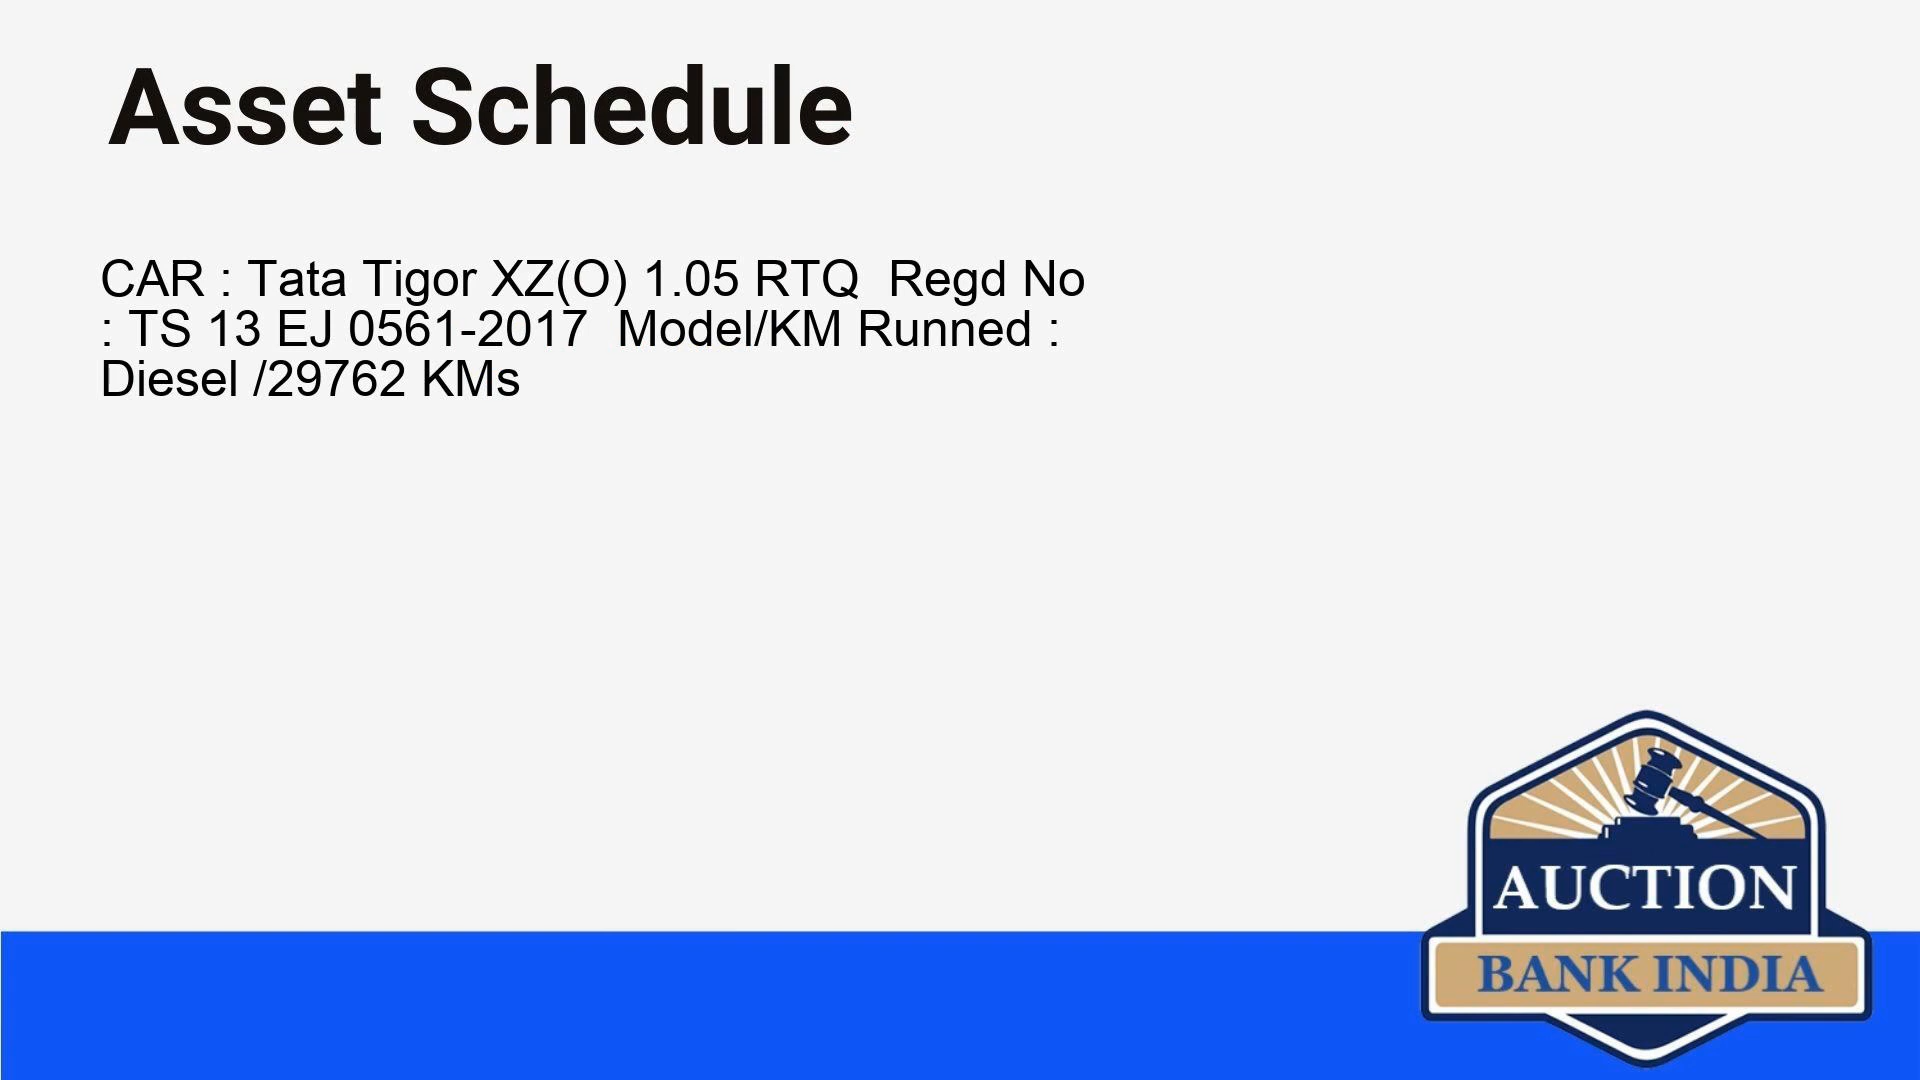 Asset Schedule
CAR : Tata Tigor XZ(O) 1.05 RTQ  Regd No
: TS 13 EJ 0561-2017  Model/KM Runned :
Diesel /29762 KMs
AUCTION
BANK INDIA